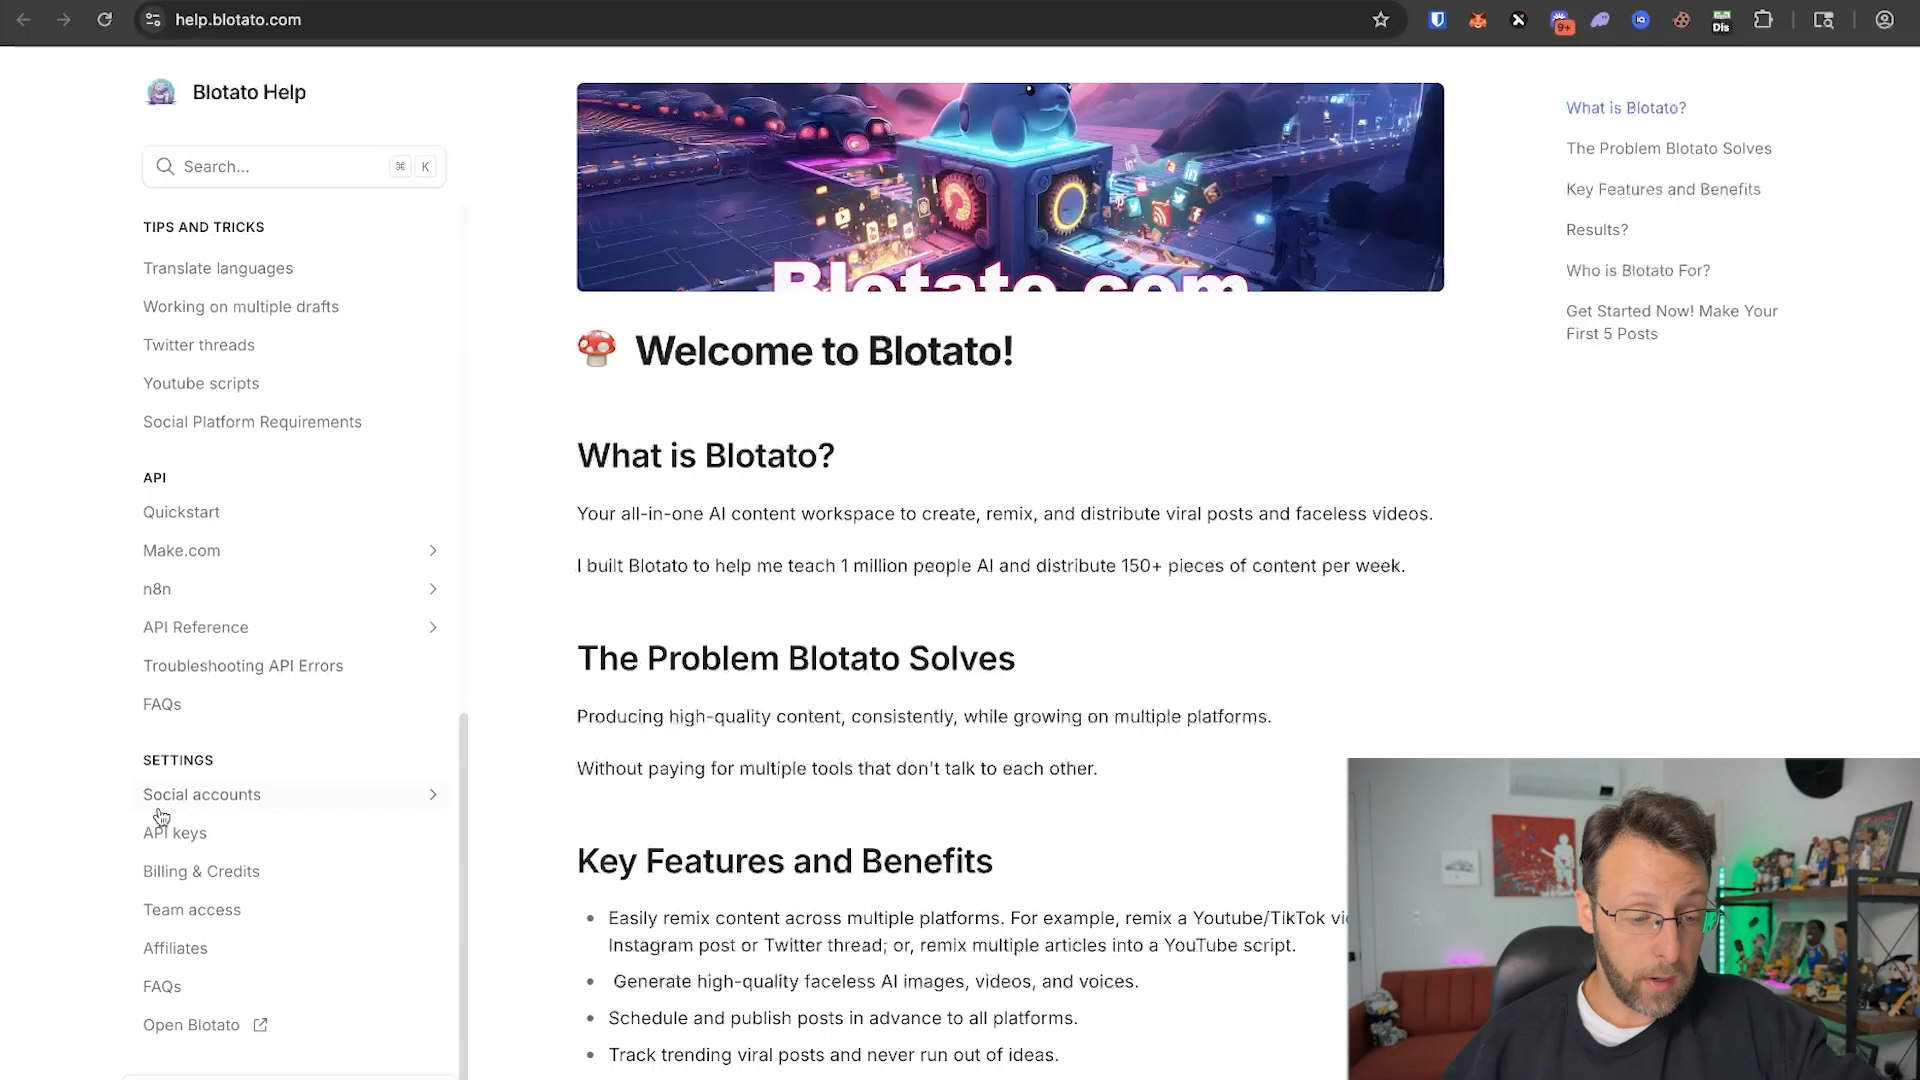 help.blotato.com
9+
Dis
Blotato Help
Search...
⌘ K
TIPS AND TRICKS
Translate languages
Working on multiple drafts
Twitter threads
Youtube scripts
Social Platform Requirements
API
Quickstart
Make.com
n8n
API Reference
Troubleshooting API Errors
FAQs
SETTINGS
Social accounts
API keys
Billing & Credits
Team access
Affiliates
FAQs
Open Blotato
Blotato.com
Welcome to Blotato!
What is Blotato?
Your all-in-one AI content workspace to create, remix, and distribute viral posts and faceless videos.
I built Blotato to help me teach 1 million people AI and distribute 150+ pieces of content per week.
The Problem Blotato Solves
Producing high-quality content, consistently, while growing on multiple platforms.
Without paying for multiple tools that don't talk to each other.
Key Features and Benefits
Easily remix content across multiple platforms. For example, remix a Youtube/TikTok
Instagram post or Twitter thread; or, remix multiple articles into a YouTube script.
Generate high-quality faceless AI images, videos, and voices.
Schedule and publish posts in advance to all platforms.
Track trending viral posts and never run out of ideas.
What is Blotato?
The Problem Blotato Solves
Key Features and Benefits
Results?
Who is Blotato For?
Get Started Now! Make Your
First 5 Posts